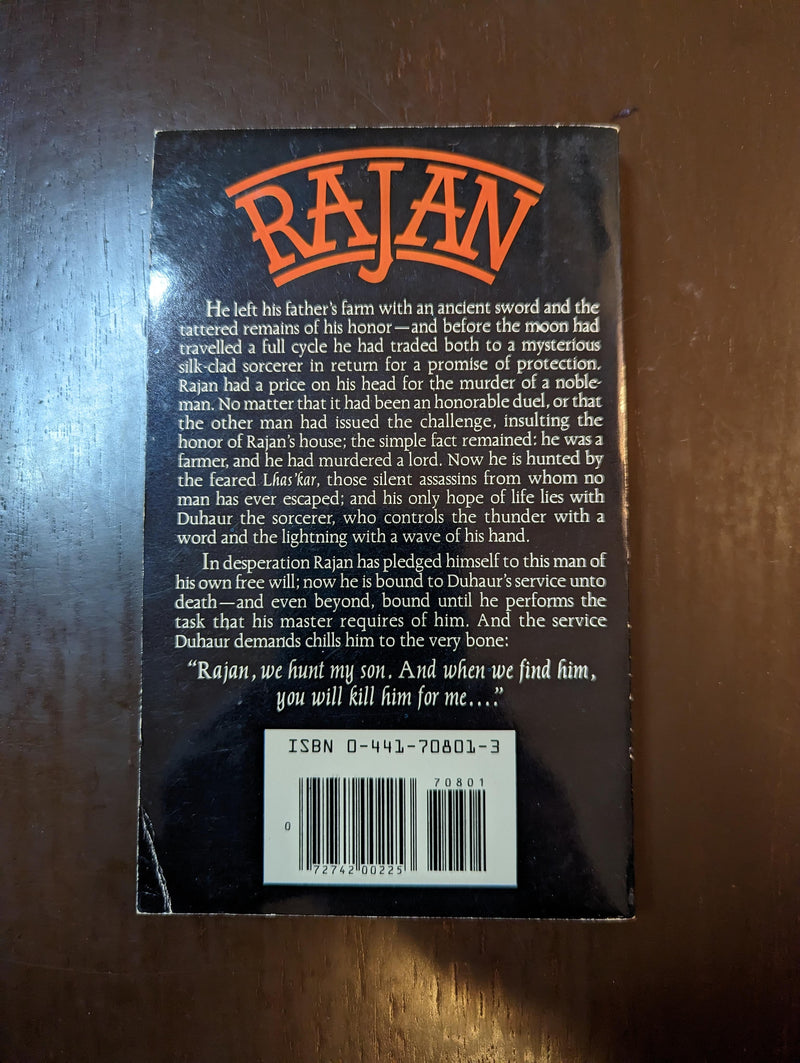 RAJAN
He left his father's farm with an ancient sword and the
tattered remains of his honor—and before the moon had
travelled a full cycle he had traded both to a mysterious
silk-clad sorcerer in return for a promise of protection.
Rajan had a price on his head for the murder of a noble-
man. No matter that it had been an honorable duel, or that
the other man had issued the challenge, insulting the
honor of Rajan's house; the simple fact remained: he was a
farmer, and he had murdered a lord. Now he is hunted by
the feared Lhas'kar, those silent assassins from whom no
man has ever escaped; and his only hope of life lies with
Duhaur the sorcerer, who controls the thunder with a
word and the lightning with a wave of his hand.
In desperation Rajan has pledged himself to this man of
his own free will; now he is bound to Duhaur's service unto
death—and even beyond, bound until he performs the
task that his master requires of him. And the service
Duhaur demands chills him to the very bone:
"Rajan, we hunt my son. And when we find him,
you will kill him for me...."
ISBN 0-441-70801-3
70801
0
72742 00225